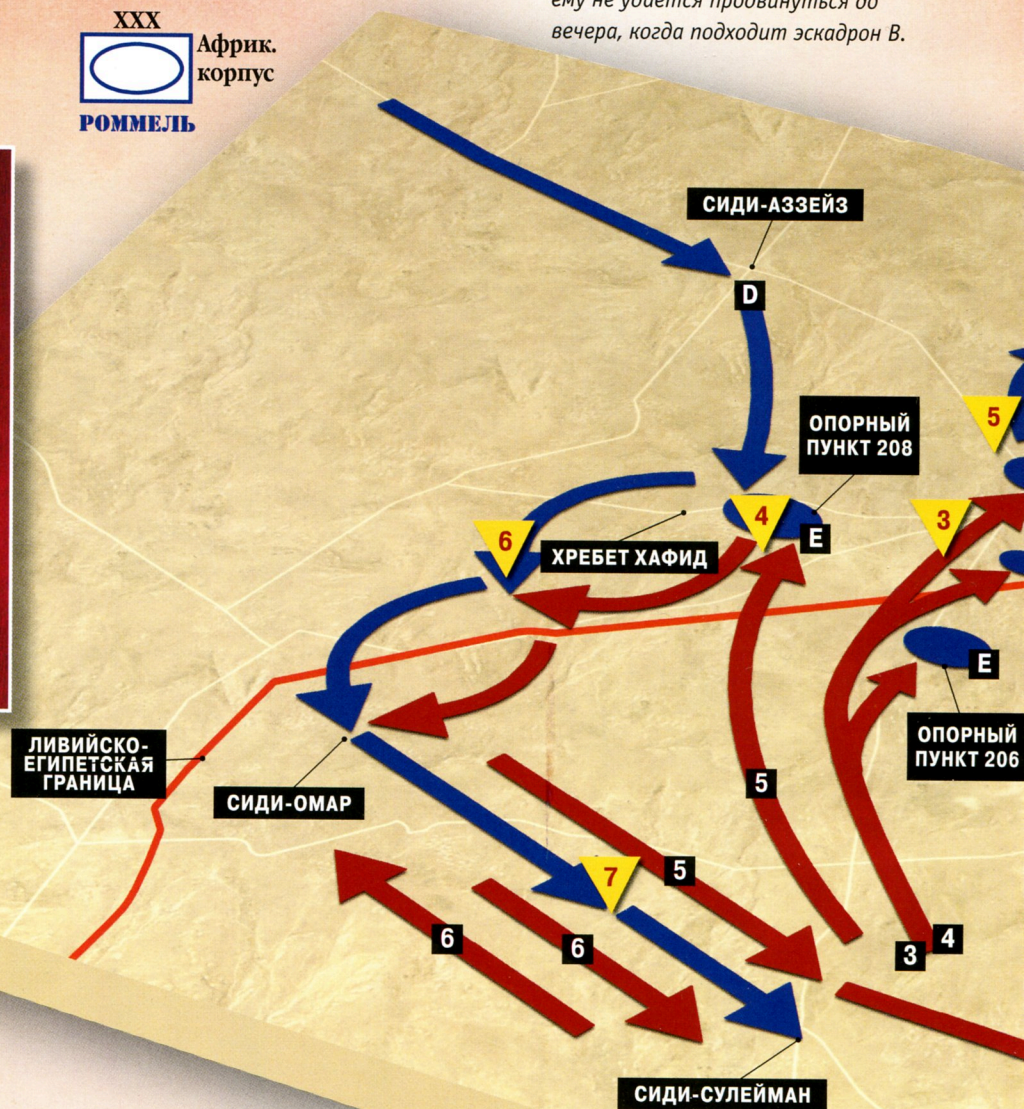 ему не удается продвинуться до
вечера, когда подходит эскадрон В.
XXX
Африк.
корпус
РОММЕЛЬ
СИДИ-АЗЗЕЙЗ
D
ОПОРНЫЙ
ПУНКТ 208
5
4
3
6
E
ХРЕБЕТ ХАФИД
E
ОПОРНЫЙ
ПУНКТ 206
ЛИВИЙСКО-
ЕГИПЕТСКАЯ
ГРАНИЦА
СИДИ-ОМАР
5
7
5
6
6
4
3
СИДИ-СУЛЕЙМАН